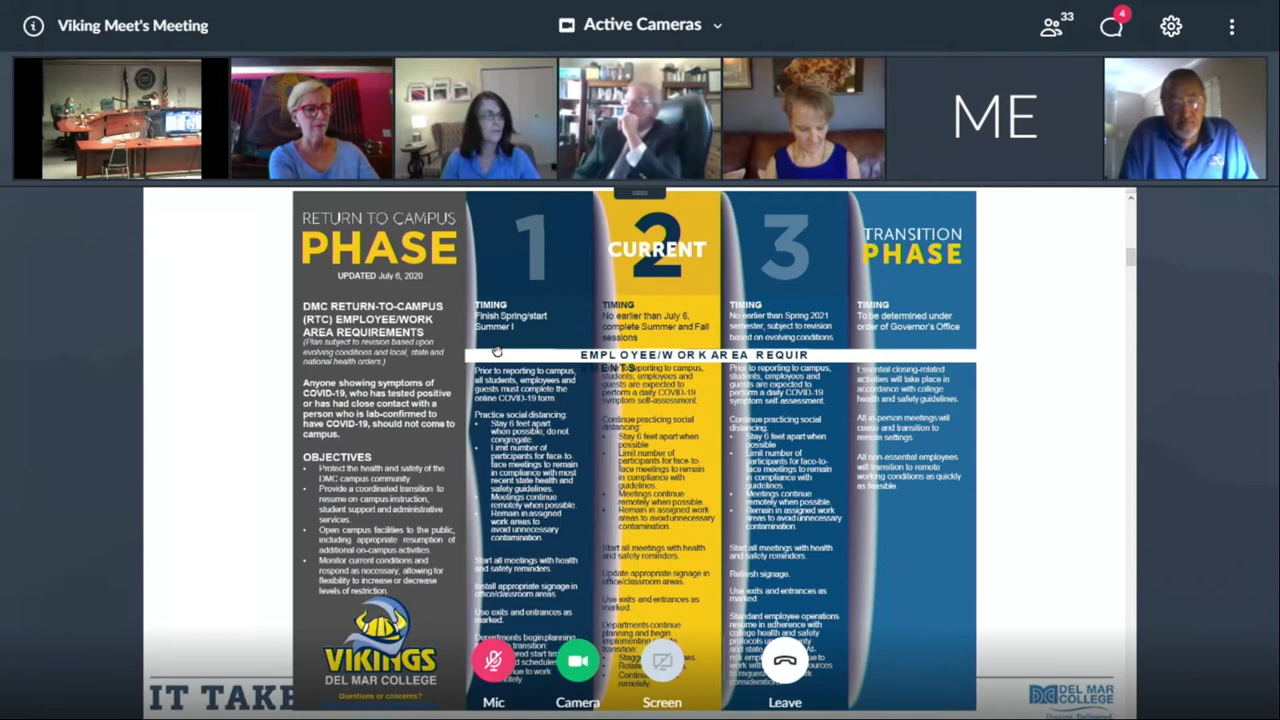 Viking Meet's Meeting
Active Cameras
33
4
ME
RETURN TO CAMPUS
PHASE
UPDATED July 6, 2020
DMC RETURN-TO-CAMPUS
(RTC) EMPLOYEE/WORK
AREA REQUIREMENTS
(Plan subject to revision based upon
evolving conditions and local, state and
national health orders.)
Anyone showing symptoms of
COVID-19, who has tested positive
or has had close contact with a
person who is lab-confirmed to
have COVID-19, should not come to
campus.
OBJECTIVES
• Protect the health and safety of the
DMC campus community
• Provide a coordinated transition to
resume on campus instruction,
student support and administrative
services.
• Open campus facilities to the public,
including appropriate resumption of
additional on-campus activities.
• Monitor current conditions and
respond as necessary, allowing for
flexibility to increase or decrease
levels of restriction.
VIKINGS
DEL MAR COLLEGE
Questions or concerns?
1
TIMING
Finish Spring/start
Summer I
EMPLOYEE/WORK AREA REQUIR
EMENTS
Prior to reporting to campus,
all students, employees and
guests must complete the
online COVID-19 form
Practice social distancing:
• Stay 6 feet apart
when possible, do not
congregate.
• Limit number of
participants for face-to-
face meetings to remain
in compliance with most
recent state health and
safety guidelines.
• Meetings continue
remotely when possible.
• Remain in assigned
work areas to
avoid unnecessary
contamination.
Start all meetings with health
and safety reminders.
Install appropriate signage in
office/classroom areas
Use exits and entrances as
marked.
Departments begin planning
2
CURRENT
TIMING
No earlier than July 6,
complete Summer and Fall
sessions
Prior to reporting to campus,
students, employees and
guests are expected to
perform a daily COVID-19
symptom self-assessment.
Continue practicing social
distancing:
• Stay 6 feet apart when
possible
• Limit number of
participants for face-to-
face meetings to remain
in compliance with
guidelines.
• Meetings continue
remotely when possible
• Remain in assigned work
areas to avoid unnecessary
contamination.
Start all meetings with health
and safety reminders.
Update appropriate signage in
office/classroom areas.
Use exits and entrances as
marked.
Departments continue
planning and begin
3
TIMING
No earlier than Spring 2021
semester, subject to revision
based on evolving conditions
Prior to reporting to campus,
students, employees and
guests are expected to
perform a daily COVID-19
symptom self-assessment.
Continue practicing social
distancing:
• Stay 6 feet apart when
possible
• Limit number of
participants for face-to-
face meetings to remain
in compliance with
guidelines.
• Meetings continue
remotely when possible
• Remain in assigned work
areas to avoid unnecessary
contamination.
Start all meetings with health
and safety reminders.
Refresh signage.
Use exits and entrances as
marked
Standard employee operations
resume in adherence with
college health and safety
TRANSITION
PHASE
TIMING
To be determined under
order of Governor's Office
Essential closing-related
activities will take place in
accordance with college
health and safety guidelines.
All in-person meetings will
cease and transition to
remote settings.
All non-essential employees
will transition to remote
working conditions as quickly
as feasible.
IT TAKE
DEL MAR
COLLEGE
Mic
Camera
Screen
Leave